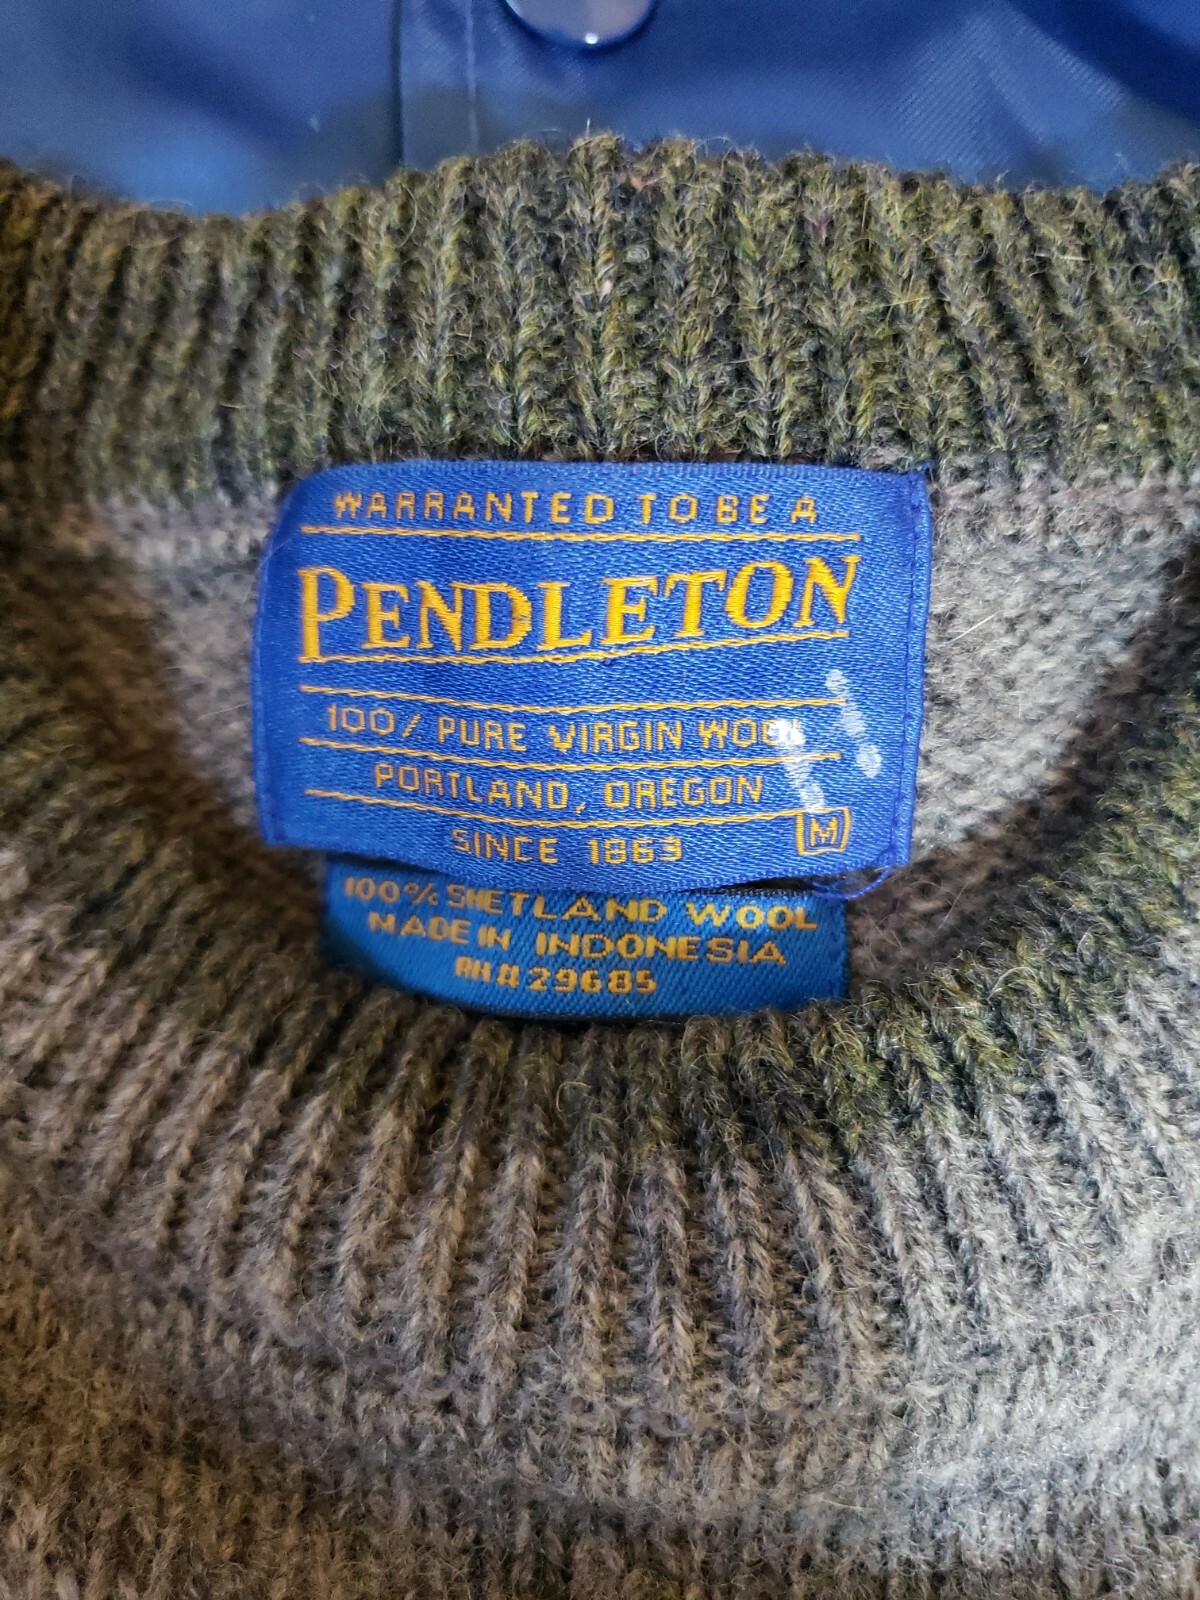 WARRANTED TO BE A
PENDLETON
100% PURE VIRGIN WOOL
PORTLAND, OREGON
SINCE 1863 M
100% SHETLAND WOOL
MADE IN INDONESIA
RN# 29685